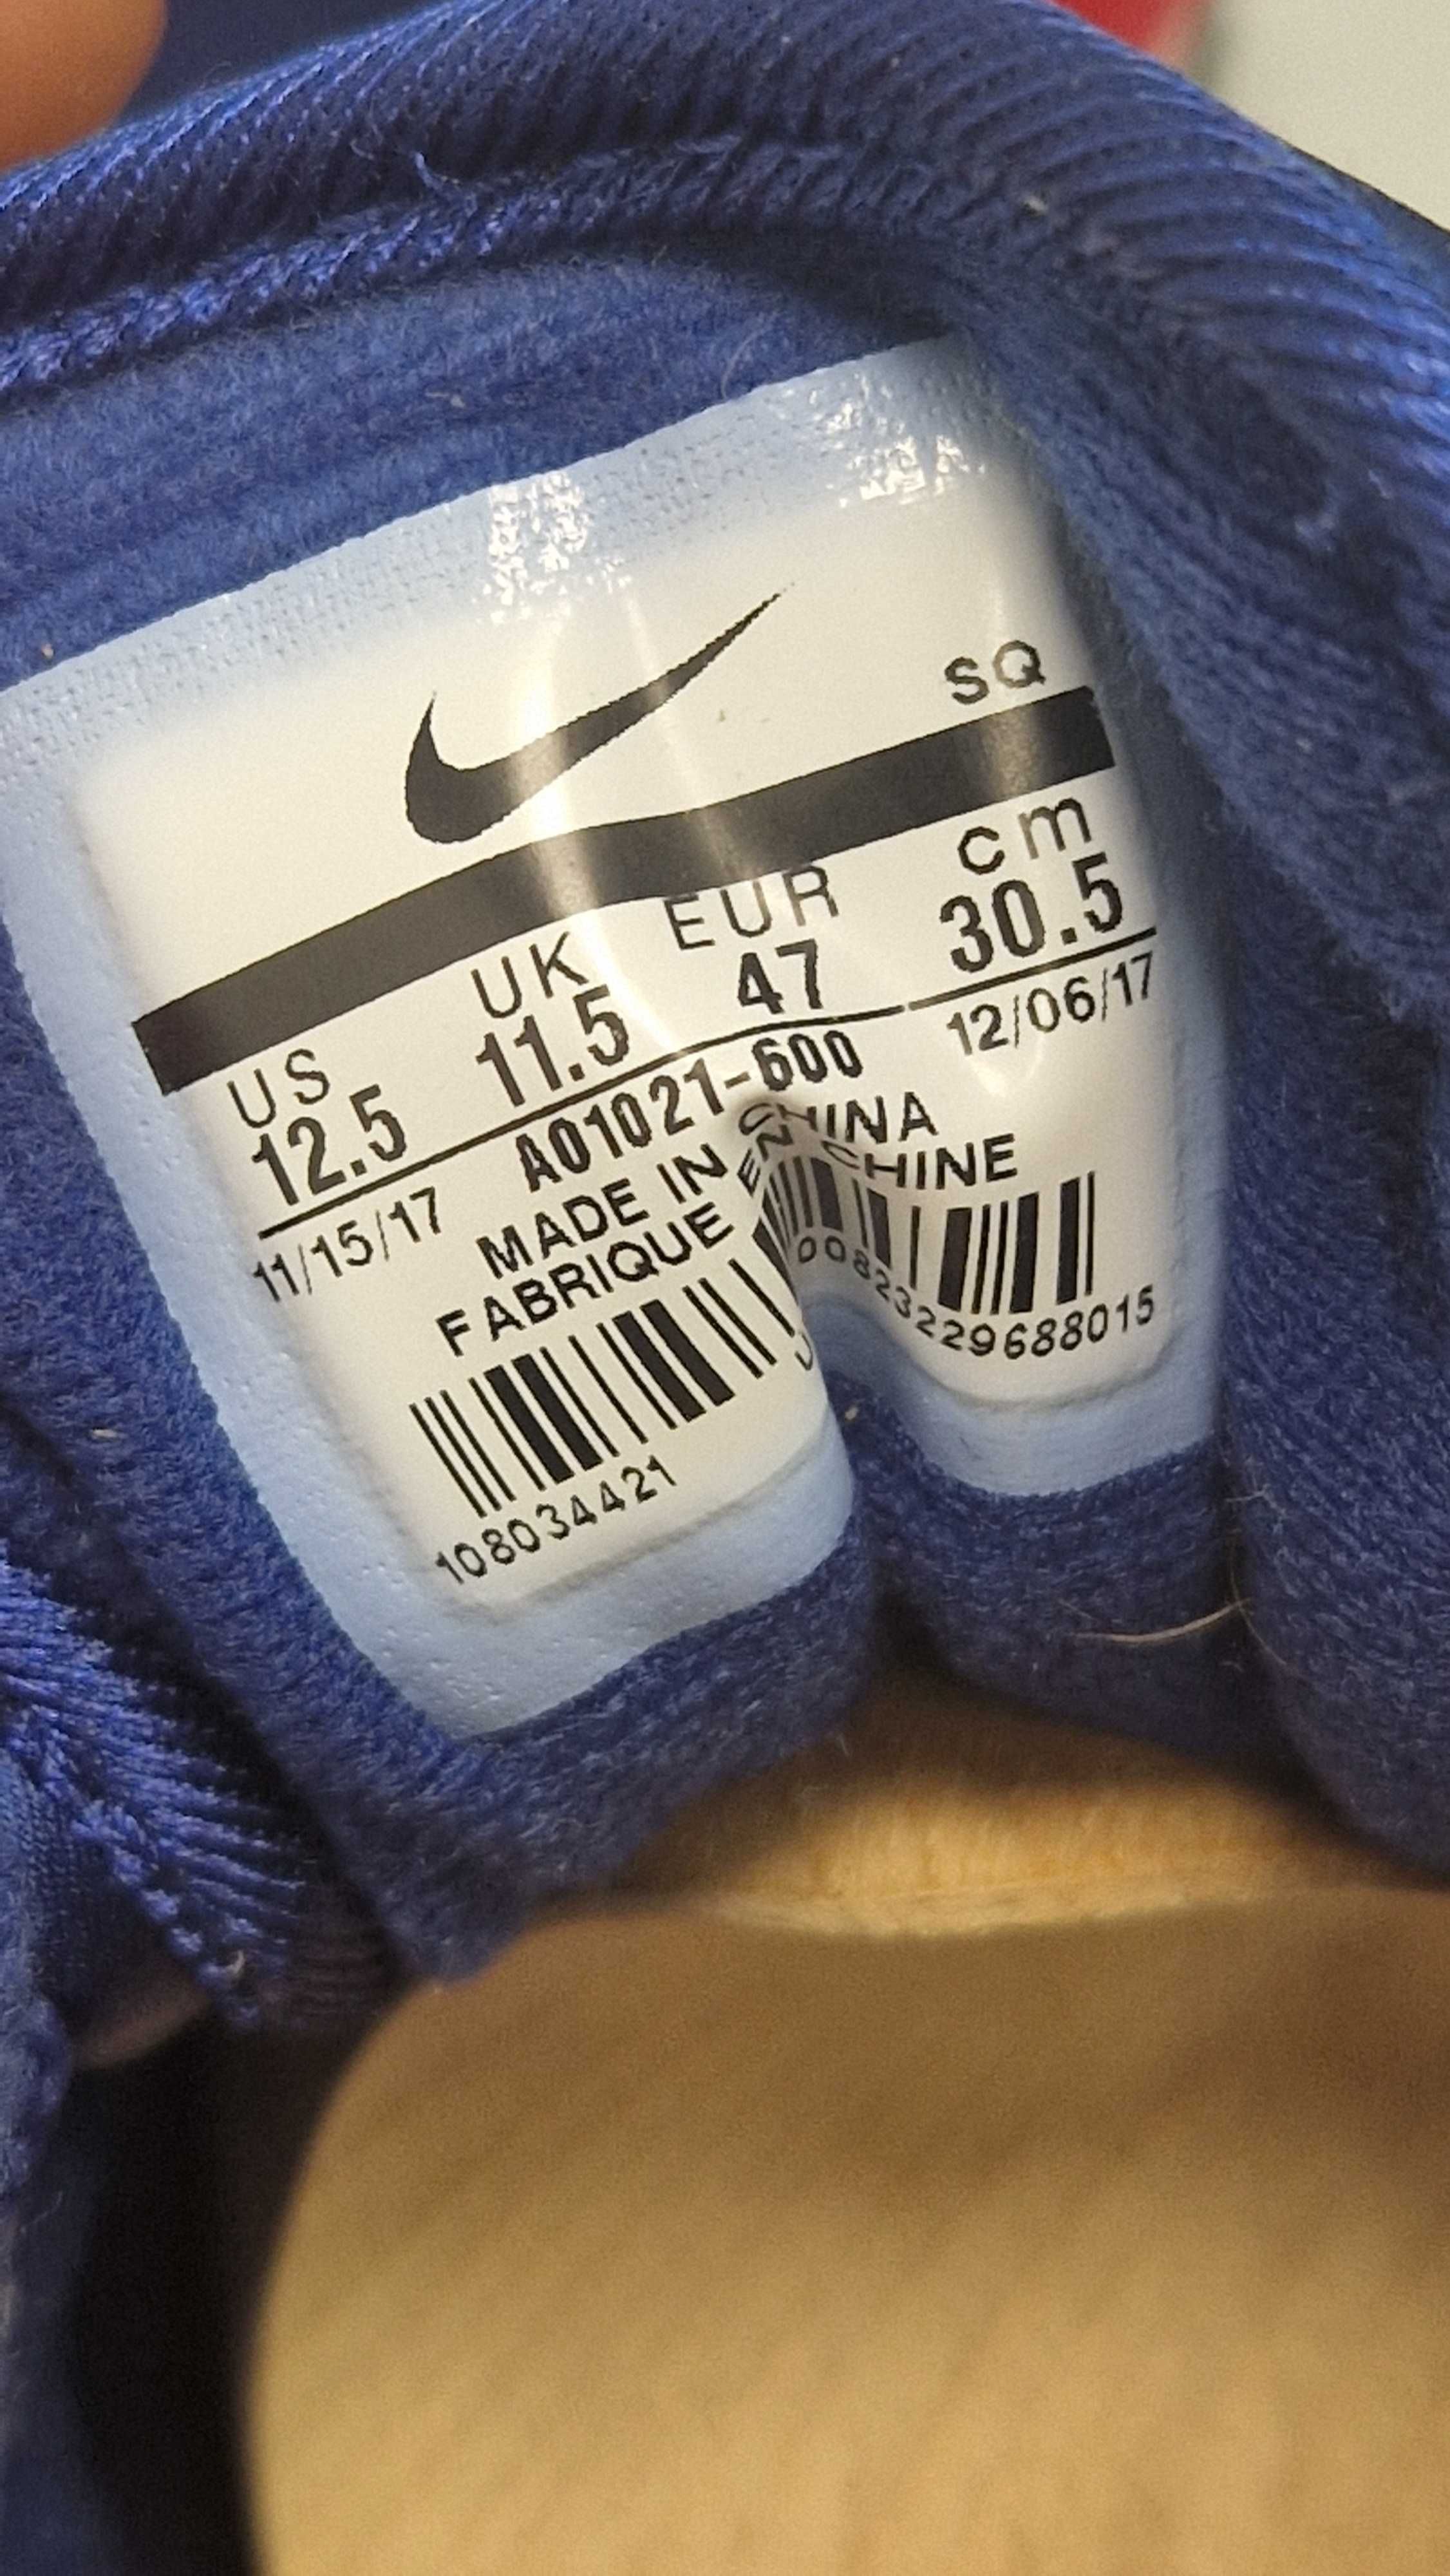 SQ
US UK EUR cm
12.5 11.5 47 30.5
11/15/17 AO1021-600 12/06/17
MADE IN CHINA
FABRIQUE EN CHINE
00823229688015
108034421